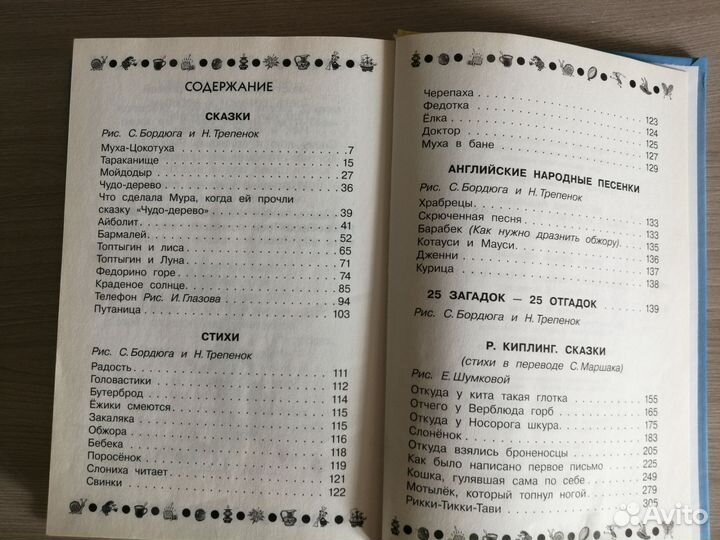 СОДЕРЖАНИЕ
СКАЗКИ
Рис. С. Бордюга и Н. Трепенок
Муха-Цокотуха . . . . . . . . . . . . . . . . 7
Тараканище . . . . . . . . . . . . . . . . 15
Мойдодыр . . . . . . . . . . . . . . . . 27
Чудо-дерево . . . . . . . . . . . . . . . . 36
Что сделала Мура, когда ей прочли
сказку «Чудо-дерево» . . . . . . . . . . . . 39
Айболит . . . . . . . . . . . . . . . . 41
Бармалей . . . . . . . . . . . . . . . . 52
Топтыгин и лиса . . . . . . . . . . . . . . 65
Топтыгин и Луна . . . . . . . . . . . . . . 71
Федорино горе . . . . . . . . . . . . . . . 74
Краденое солнце . . . . . . . . . . . . . . 85
Телефон Рис. И. Глазова . . . . . . . . . . . 94
Путаница . . . . . . . . . . . . . . . . 103
СТИХИ
Рис. С. Бордюга и Н. Трепенок
Радость . . . . . . . . . . . . . . . . 111
Головастики . . . . . . . . . . . . . . . . 112
Бутерброд . . . . . . . . . . . . . . . . 114
Ёжики смеются . . . . . . . . . . . . . . . 115
Закаляка . . . . . . . . . . . . . . . . 115
Обжора . . . . . . . . . . . . . . . . 116
Бебека . . . . . . . . . . . . . . . . 118
Поросёнок . . . . . . . . . . . . . . . . 119
Слониха читает . . . . . . . . . . . . . . 121
Свинки . . . . . . . . . . . . . . . . 122
Черепаха . . . . . . . . . . . . . . . . 123
Федотка . . . . . . . . . . . . . . . . 124
Ёлка . . . . . . . . . . . . . . . . 125
Доктор . . . . . . . . . . . . . . . . 127
Муха в бане . . . . . . . . . . . . . . . . 129
АНГЛИЙСКИЕ НАРОДНЫЕ ПЕСЕНКИ
Рис. С. Бордюга и Н. Трепенок
Храбрецы . . . . . . . . . . . . . . . . 133
Скрюченная песня . . . . . . . . . . . . . . 133
Барабек (Как нужно дразнить обжору) . . 135
Котауси и Мауси . . . . . . . . . . . . . . 136
Дженни . . . . . . . . . . . . . . . . 137
Курица . . . . . . . . . . . . . . . . 138
25 ЗАГАДОК — 25 ОТГАДОК . . . . . 139
Рис. С. Бордюга и Н. Трепенок
Р. КИПЛИНГ. СКАЗКИ
(стихи в переводе С. Маршака)
Рис. Е. Шумковой
Откуда у кита такая глотка . . . . . . . . 155
Отчего у Верблюда горб . . . . . . . . . . 165
Откуда у Носорога шкура . . . . . . . . . . 175
Слонёнок . . . . . . . . . . . . . . . . 183
Откуда взялись броненосцы . . . . . . . . . 205
Как было написано первое письмо . . . . . . 225
Кошка, гулявшая сама по себе . . . . . . . 249
Мотылёк, который топнул ногой . . . . . . . 279
Рикки-Тикки-Тави . . . . . . . . . . . . . . 305
Avito